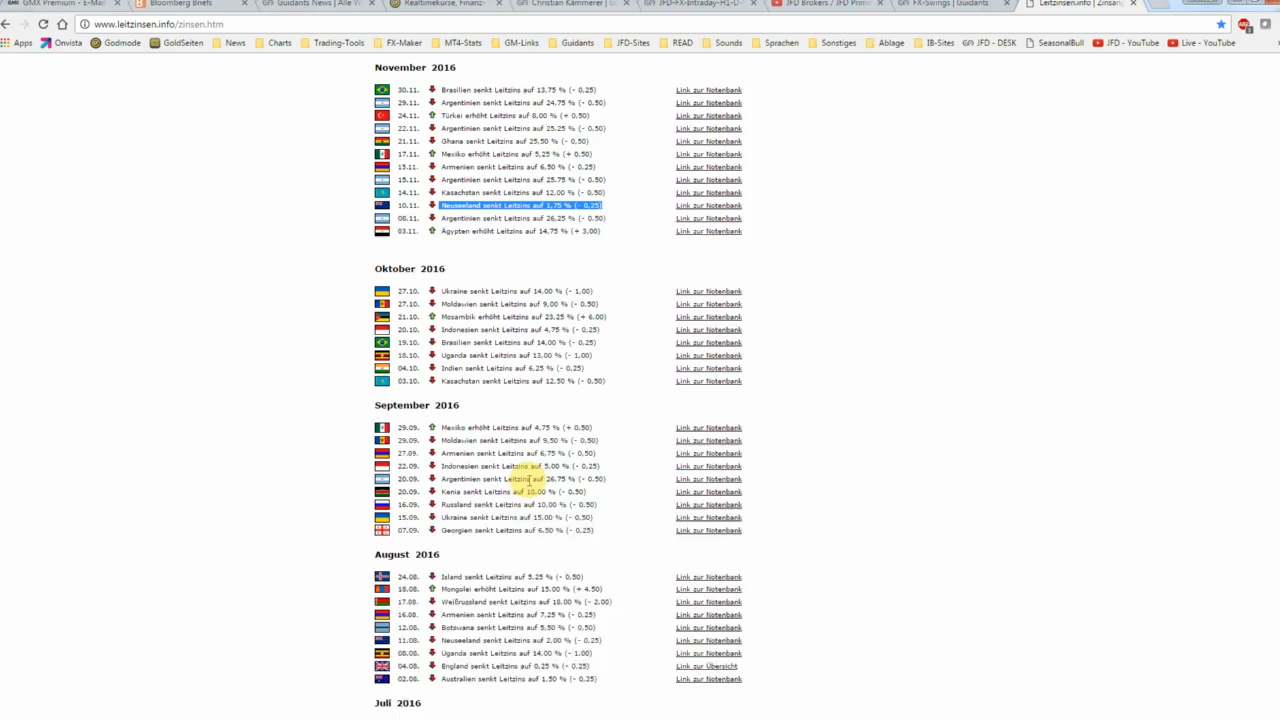 GMX Premium - E-Mail
Bloomberg Briefs
Guidants News | Alle W
Realtimekurse, Finanz-
Christian Kämmerer | G
JFD-FX-Intraday-H1-D-
JFD Brokers / JFD Prim
FX-Swings | Guidants
Leitzinsen.info | Zinsang
www.leitzinsen.info/zinsen.htm
Apps Onvista Godmode GoldSeiten News Charts Trading-Tools FX-Maker MT4-Stats GM-Links Guidants JFD-Sites READ Sounds Sprachen Sonstiges Ablage IB-Sites JFD - DESK SeasonalBull JFD - YouTube Live - YouTube
November 2016
30.11. Brasilien senkt Leitzins auf 13,75 % (- 0,25) Link zur Notenbank
29.11. Argentinien senkt Leitzins auf 24,75 % (- 0.50) Link zur Notenbank
24.11. Türkei erhöht Leitzins auf 8,00 % (+ 0,50) Link zur Notenbank
22.11. Argentinien senkt Leitzins auf 25.25 % (- 0.50) Link zur Notenbank
21.11. Ghana senkt Leitzins auf 25,50 % (- 0,50) Link zur Notenbank
17.11. Mexiko erhöht Leitzins auf 5,25 % (+ 0,50) Link zur Notenbank
15.11. Armenien senkt Leitzins auf 6,50 % (- 0,25) Link zur Notenbank
15.11. Argentinien senkt Leitzins auf 25.75 % (- 0.50) Link zur Notenbank
14.11. Kasachstan senkt Leitzins auf 12,00 % (- 0,50) Link zur Notenbank
10.11. Neuseeland senkt Leitzins auf 1,75 % (- 0,25) Link zur Notenbank
08.11. Argentinien senkt Leitzins auf 26,25 % (- 0.50) Link zur Notenbank
03.11. Ägypten erhöht Leitzins auf 14,75 % (+ 3,00) Link zur Notenbank
Oktober 2016
27.10. Ukraine senkt Leitzins auf 14.00 % (- 1,00) Link zur Notenbank
27.10. Moldawien senkt Leitzins auf 9,00 % (- 0,50) Link zur Notenbank
21.10. Mosambik erhöht Leitzins auf 23,25 % (+ 6.00) Link zur Notenbank
20.10. Indonesien senkt Leitzins auf 4,75 % (- 0,25) Link zur Notenbank
19.10. Brasilien senkt Leitzins auf 14,00 % (- 0,25) Link zur Notenbank
18.10. Uganda senkt Leitzins auf 13,00 % (- 1,00) Link zur Notenbank
04.10. Indien senkt Leitzins auf 6,25 % (- 0,25) Link zur Notenbank
03.10. Kasachstan senkt Leitzins auf 12,50 % (- 0,50) Link zur Notenbank
September 2016
29.09. Mexiko erhöht Leitzins auf 4,75 % (+ 0.50) Link zur Notenbank
29.09. Moldawien senkt Leitzins auf 9,50 % (- 0,50) Link zur Notenbank
27.09. Armenien senkt Leitzins auf 6,75 % (- 0,50) Link zur Notenbank
22.09. Indonesien senkt Leitzins auf 5,00 % (- 0,25) Link zur Notenbank
20.09. Argentinien senkt Leitzins auf 26.75 % (- 0.50) Link zur Notenbank
20.09. Kenia senkt Leitzins auf 10,00 % (- 0.50) Link zur Notenbank
16.09. Russland senkt Leitzins auf 10,00 % (- 0,50) Link zur Notenbank
15.09. Ukraine senkt Leitzins auf 15.00 % (- 0,50) Link zur Notenbank
07.09. Georgien senkt Leitzins auf 6.50 % (- 0,25) Link zur Notenbank
August 2016
24.08. Island senkt Leitzins auf 5,25 % (- 0,50) Link zur Notenbank
18.08. Mongolei erhöht Leitzins auf 15.00 % (+ 4.50) Link zur Notenbank
17.08. Weißrussland senkt Leitzins auf 18.00 % (- 2.00) Link zur Notenbank
16.08. Armenien senkt Leitzins auf 7,25 % (- 0,25) Link zur Notenbank
12.08. Botswana senkt Leitzins auf 5,50 % (- 0,50) Link zur Notenbank
11.08. Neuseeland senkt Leitzins auf 2,00 % (- 0,25) Link zur Notenbank
08.08. Uganda senkt Leitzins auf 14.00 % (- 1.00) Link zur Notenbank
04.08. England senkt Leitzins auf 0,25 % (- 0,25) Link zur Übersicht
02.08. Australien senkt Leitzins auf 1,50 % (- 0,25) Link zur Notenbank
Juli 2016